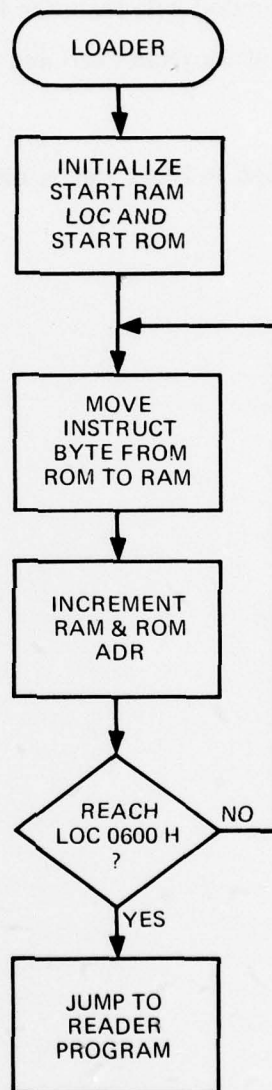 LOADER
INITIALIZE
START RAM
LOC AND
START ROM
MOVE
INSTRUCT
BYTE FROM
ROM TO RAM
INCREMENT
RAM & ROM
ADR
REACH
LOC 0600 H
?
NO
YES
JUMP TO
READER
PROGRAM